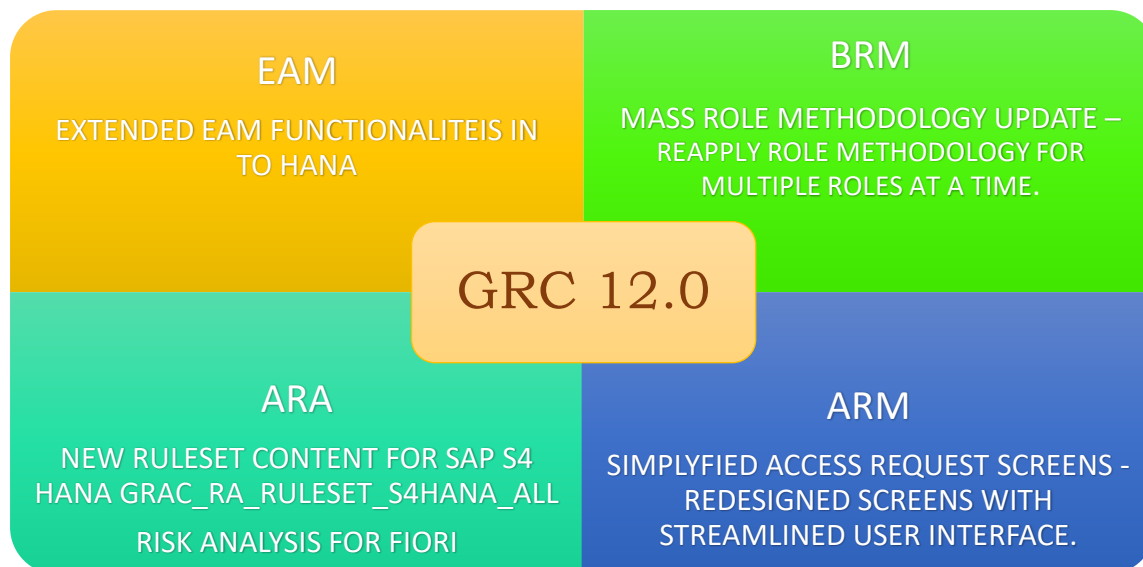 EAM
EXTENDED EAM FUNCTIONALITEIS IN
TO HANA
BRM
MASS ROLE METHODOLOGY UPDATE –
REAPPLY ROLE METHODOLOGY FOR
MULTIPLE ROLES AT A TIME.
GRC 12.0
ARA
NEW RULESET CONTENT FOR SAP S4
HANA GRAC_RA_RULESET_S4HANA_ALL
RISK ANALYSIS FOR FIORI
ARM
SIMPLYFIED ACCESS REQUEST SCREENS -
REDESIGNED SCREENS WITH
STREAMLINED USER INTERFACE.